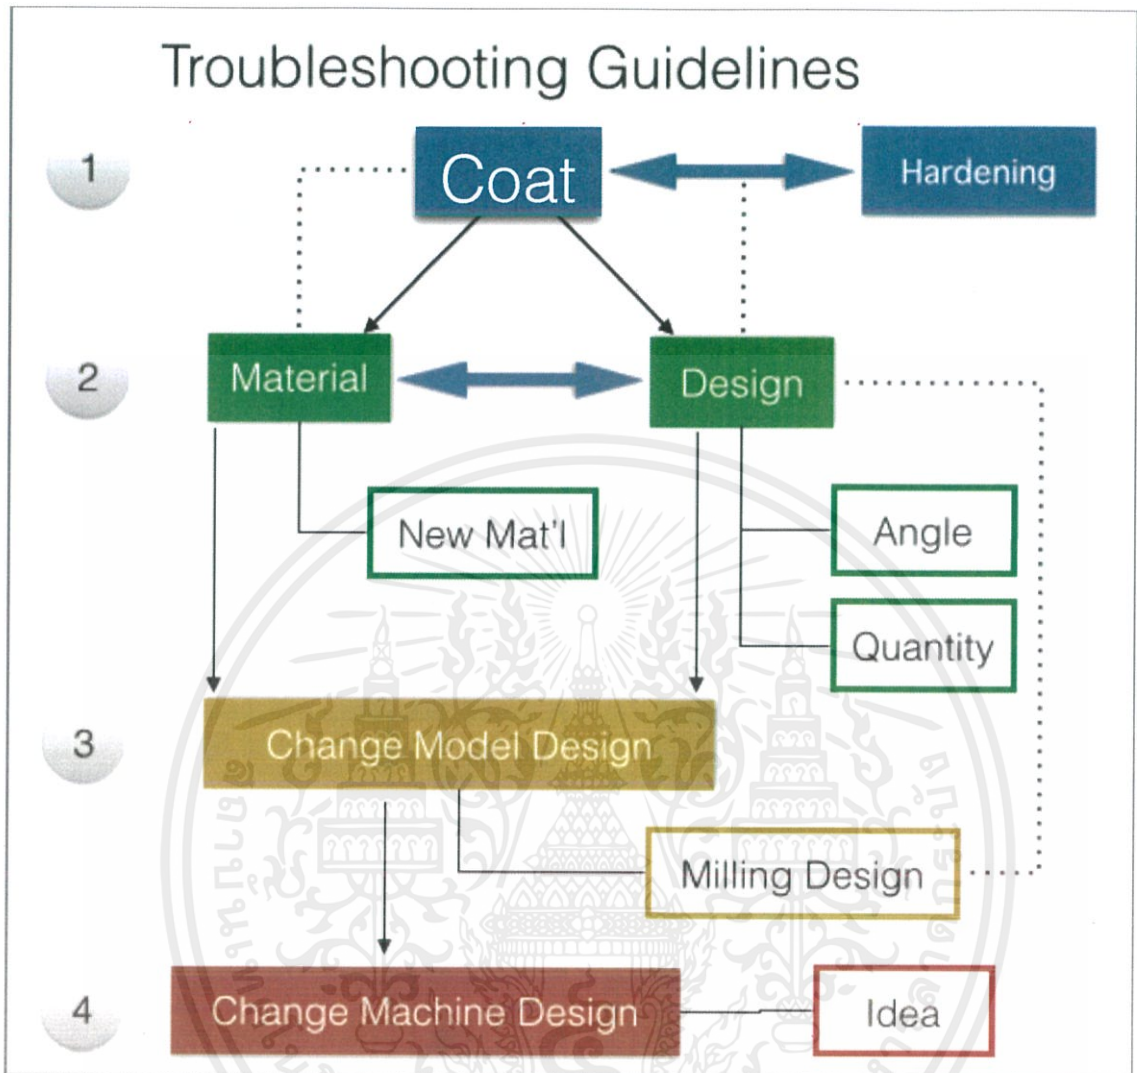 Troubleshooting Guidelines
1
Coat
Hardening
2
Material
Design
New Mat'l
Angle
Quantity
3
Change Model Design
Milling Design
4
Change Machine Design
Idea